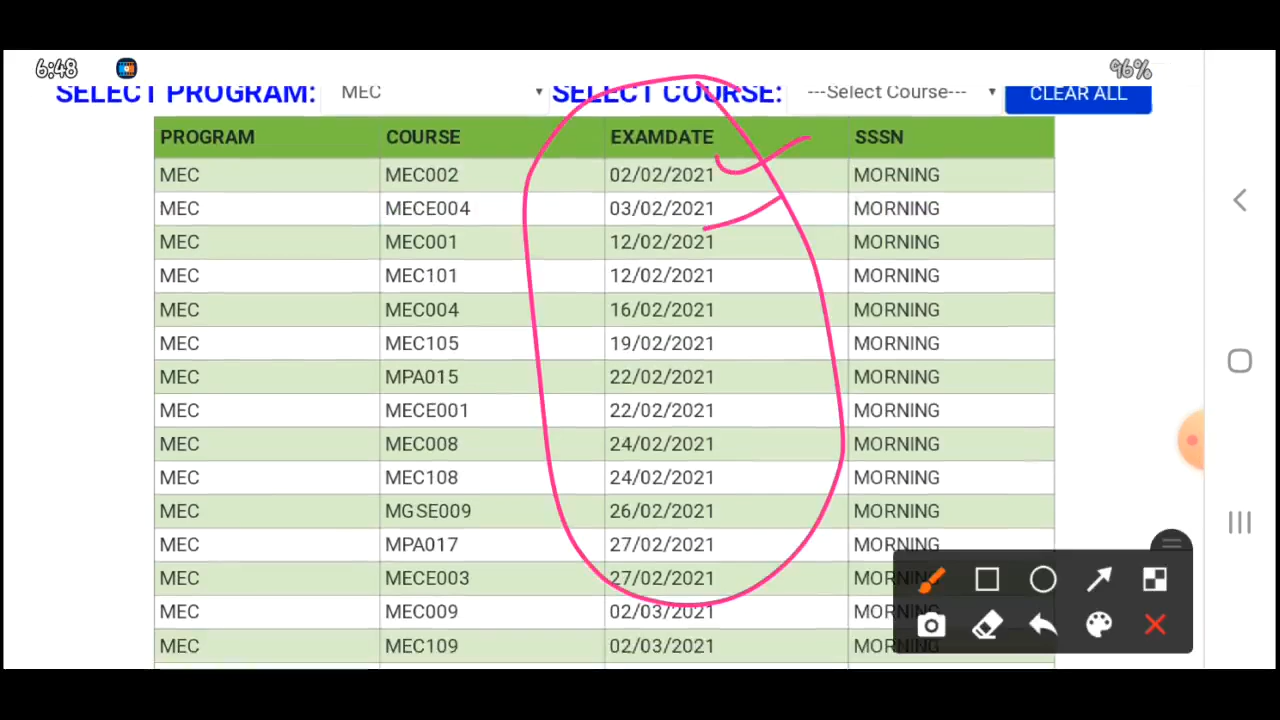 6:48 96%
SELECT PROGRAM: MEC SELECT COURSE: ---Select Course--- CLEAR ALL
PROGRAM COURSE EXAMDATE SSSN
MEC MEC002 02/02/2021 MORNING
MEC MECE004 03/02/2021 MORNING
MEC MEC001 12/02/2021 MORNING
MEC MEC101 12/02/2021 MORNING
MEC MEC004 16/02/2021 MORNING
MEC MEC105 19/02/2021 MORNING
MEC MPA015 22/02/2021 MORNING
MEC MECE001 22/02/2021 MORNING
MEC MEC008 24/02/2021 MORNING
MEC MEC108 24/02/2021 MORNING
MEC MGSE009 26/02/2021 MORNING
MEC MPA017 27/02/2021 MORNING
MEC MECE003 27/02/2021
MEC MEC009 02/03/2021
MEC MEC109 02/03/2021